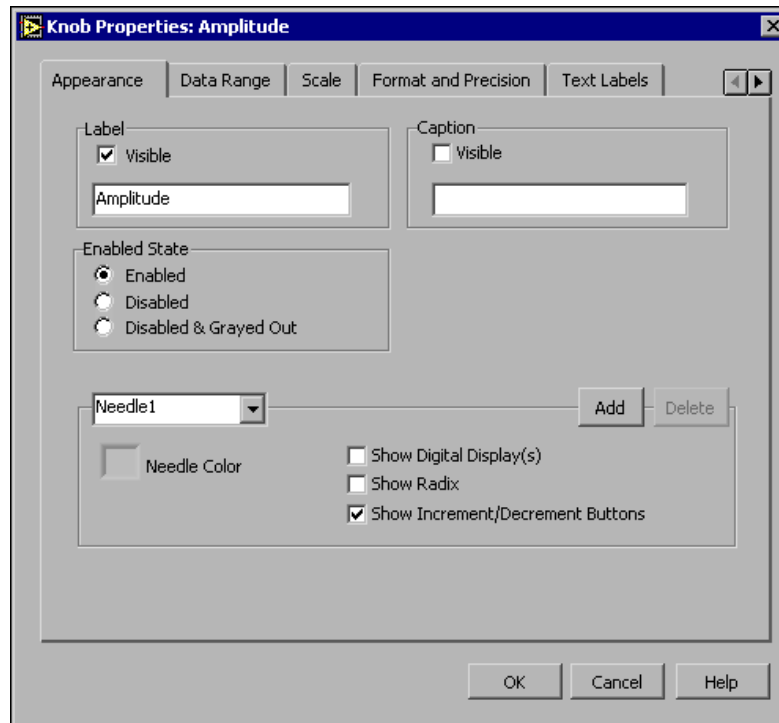 Knob Properties: Amplitude
Appearance Data Range Scale Format and Precision Text Labels
Label Caption
Visible Visible
Amplitude
Enabled State
Enabled
Disabled
Disabled & Grayed Out
Needle1 Add Delete
Needle Color
Show Digital Display(s)
Show Radix
Show Increment/Decrement Buttons
OK Cancel Help